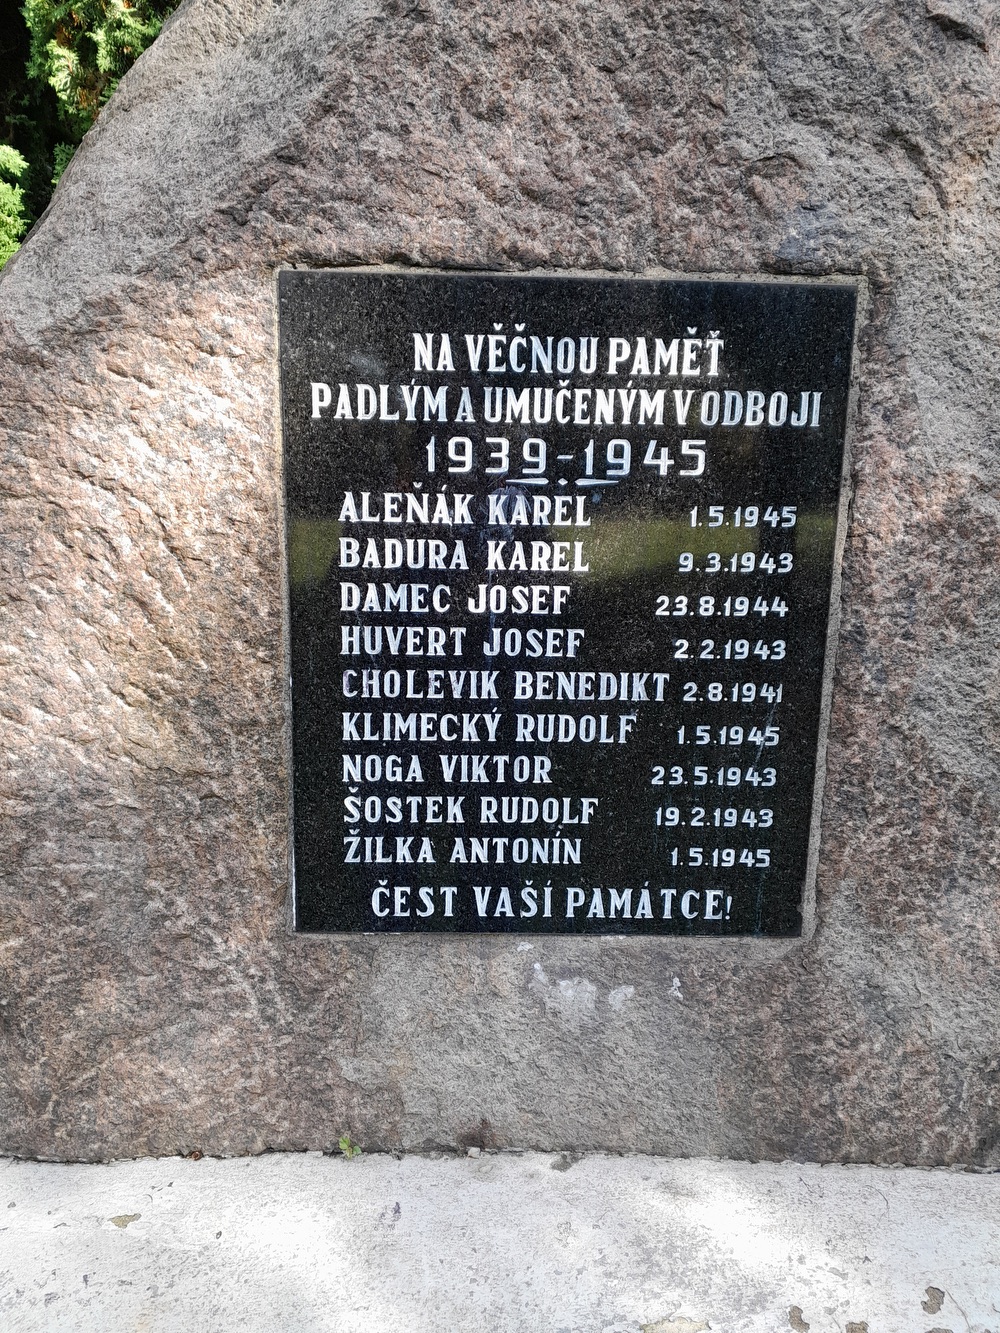 NA VĚČNOU PAMĚŤ
PADLÝM A UMUČENÝM V ODBOJI
1939-1945
ALEŇÁK KAREL 1.5.1945
BADURA KAREL 9.3.1943
DAMEC JOSEF 23.8.1944
HUVERT JOSEF 2.2.1943
CHOLEVIK BENEDIKT 2.8.1941
KLIMECKÝ RUDOLF 1.5.1945
NOGA VIKTOR 23.5.1943
ŠOSTEK RUDOLF 19.2.1943
ŽILKA ANTONÍN 1.5.1945
ČEST VAŠÍ PAMÁTCE!